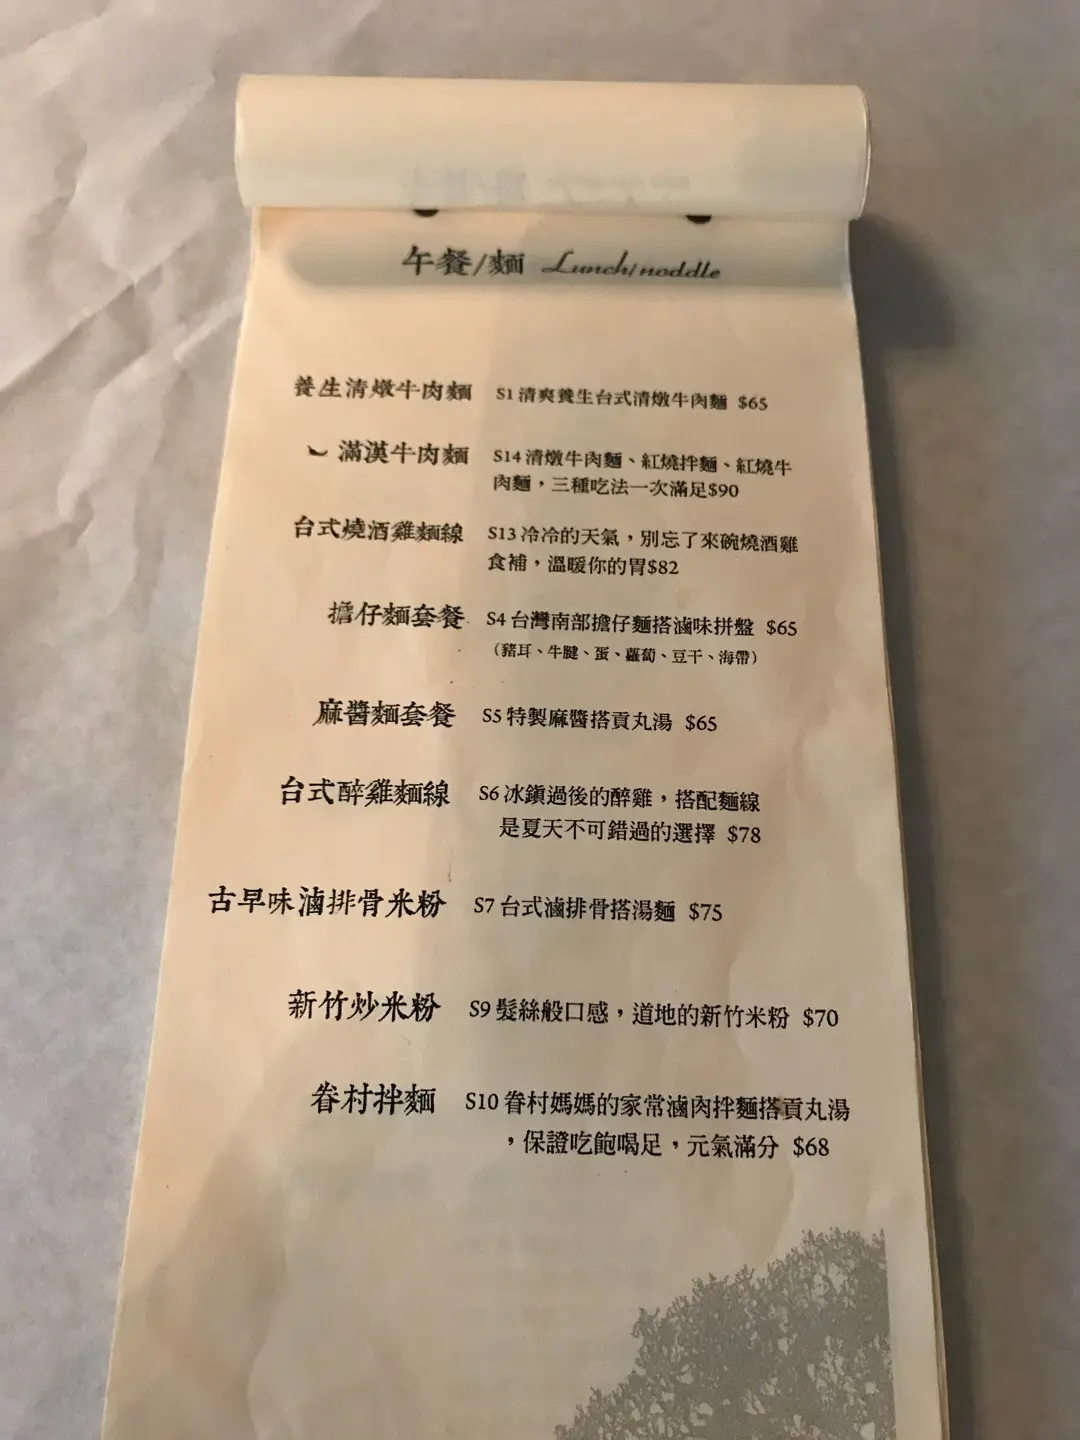 午餐/麵 Lunch/noddle
養生清燉牛肉麵 S1 清爽養生台式清燉牛肉麵 $65
滿漢牛肉麵 S14 清燉牛肉麵、紅燒拌麵、紅燒牛
肉麵，三種吃法一次滿足$90
台式燒酒雞麵線 S13 冷冷的天氣，別忘了來碗燒酒雞
食補，溫暖你的胃$82
擔仔麵套餐 S4 台灣南部擔仔麵搭滷味拼盤 $65
（豬耳、牛腱、蛋、蘿蔔、豆干、海帶）
麻醬麵套餐 S5 特製麻醬搭貢丸湯 $65
台式醉雞麵線 S6 冰鎮過後的醉雞，搭配麵線
是夏天不可錯過的選擇 $78
古早味滷排骨米粉 S7 台式滷排骨搭湯麵 $75
新竹炒米粉 S9 髮絲般口感，道地的新竹米粉 $70
眷村拌麵 S10 眷村媽媽的家常滷肉拌麵搭貢丸湯
，保證吃飽喝足，元氣滿分 $68